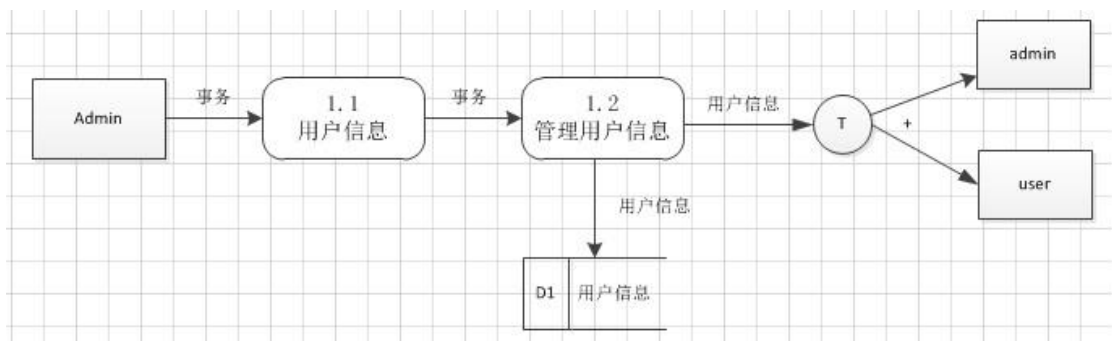 Admin
事务
1.1
用户信息
事务
1.2
管理用户信息
用户信息
T
+
admin
user
用户信息
D1
用户信息